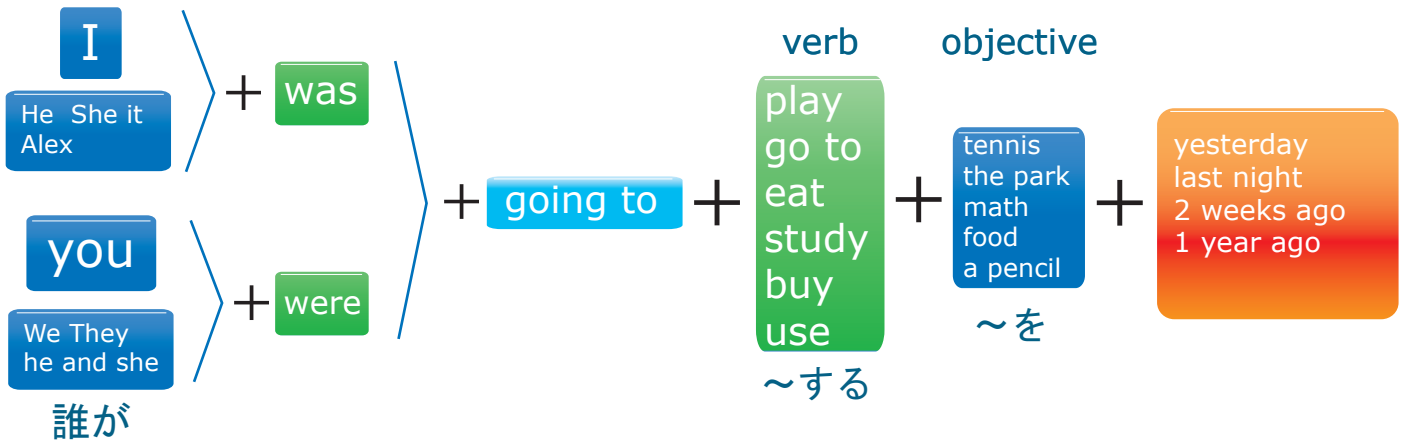 I
He She it
Alex
+
was
you
We They
he and she
+
were
誰が
+
going to
+
verb
play
go to
eat
study
buy
use
～する
+
objective
tennis
the park
math
food
a pencil
～を
+
yesterday
last night
2 weeks ago
1 year ago